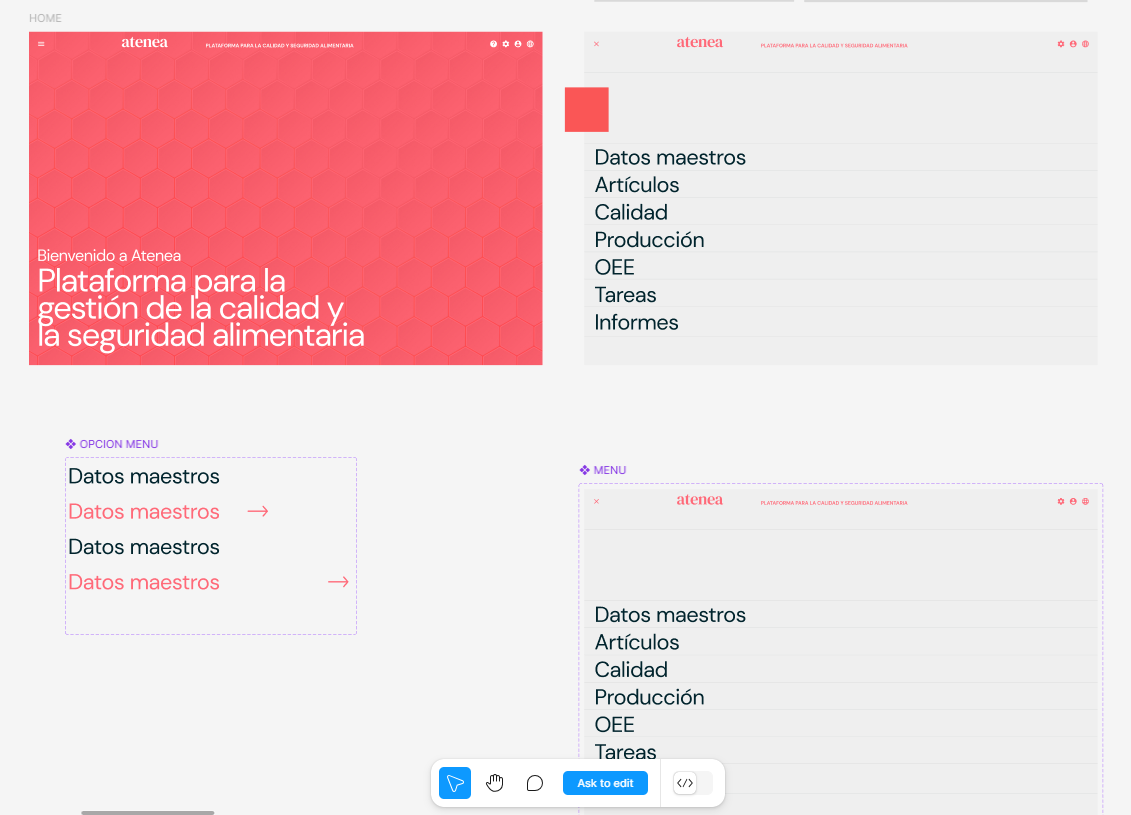 HOME
atenea
PLATAFORMA PARA LA CALIDAD Y SEGURIDAD ALIMENTARIA
Bienvenido a Atenea
Plataforma para la
gestión de la calidad y
la seguridad alimentaria
atenea
PLATAFORMA PARA LA CALIDAD Y SEGURIDAD ALIMENTARIA
Datos maestros
Artículos
Calidad
Producción
OEE
Tareas
Informes
OPCION MENU
Datos maestros
Datos maestros
Datos maestros
Datos maestros
MENU
atenea
PLATAFORMA PARA LA CALIDAD Y SEGURIDAD ALIMENTARIA
Datos maestros
Artículos
Calidad
Producción
OEE
Tareas
Ask to edit